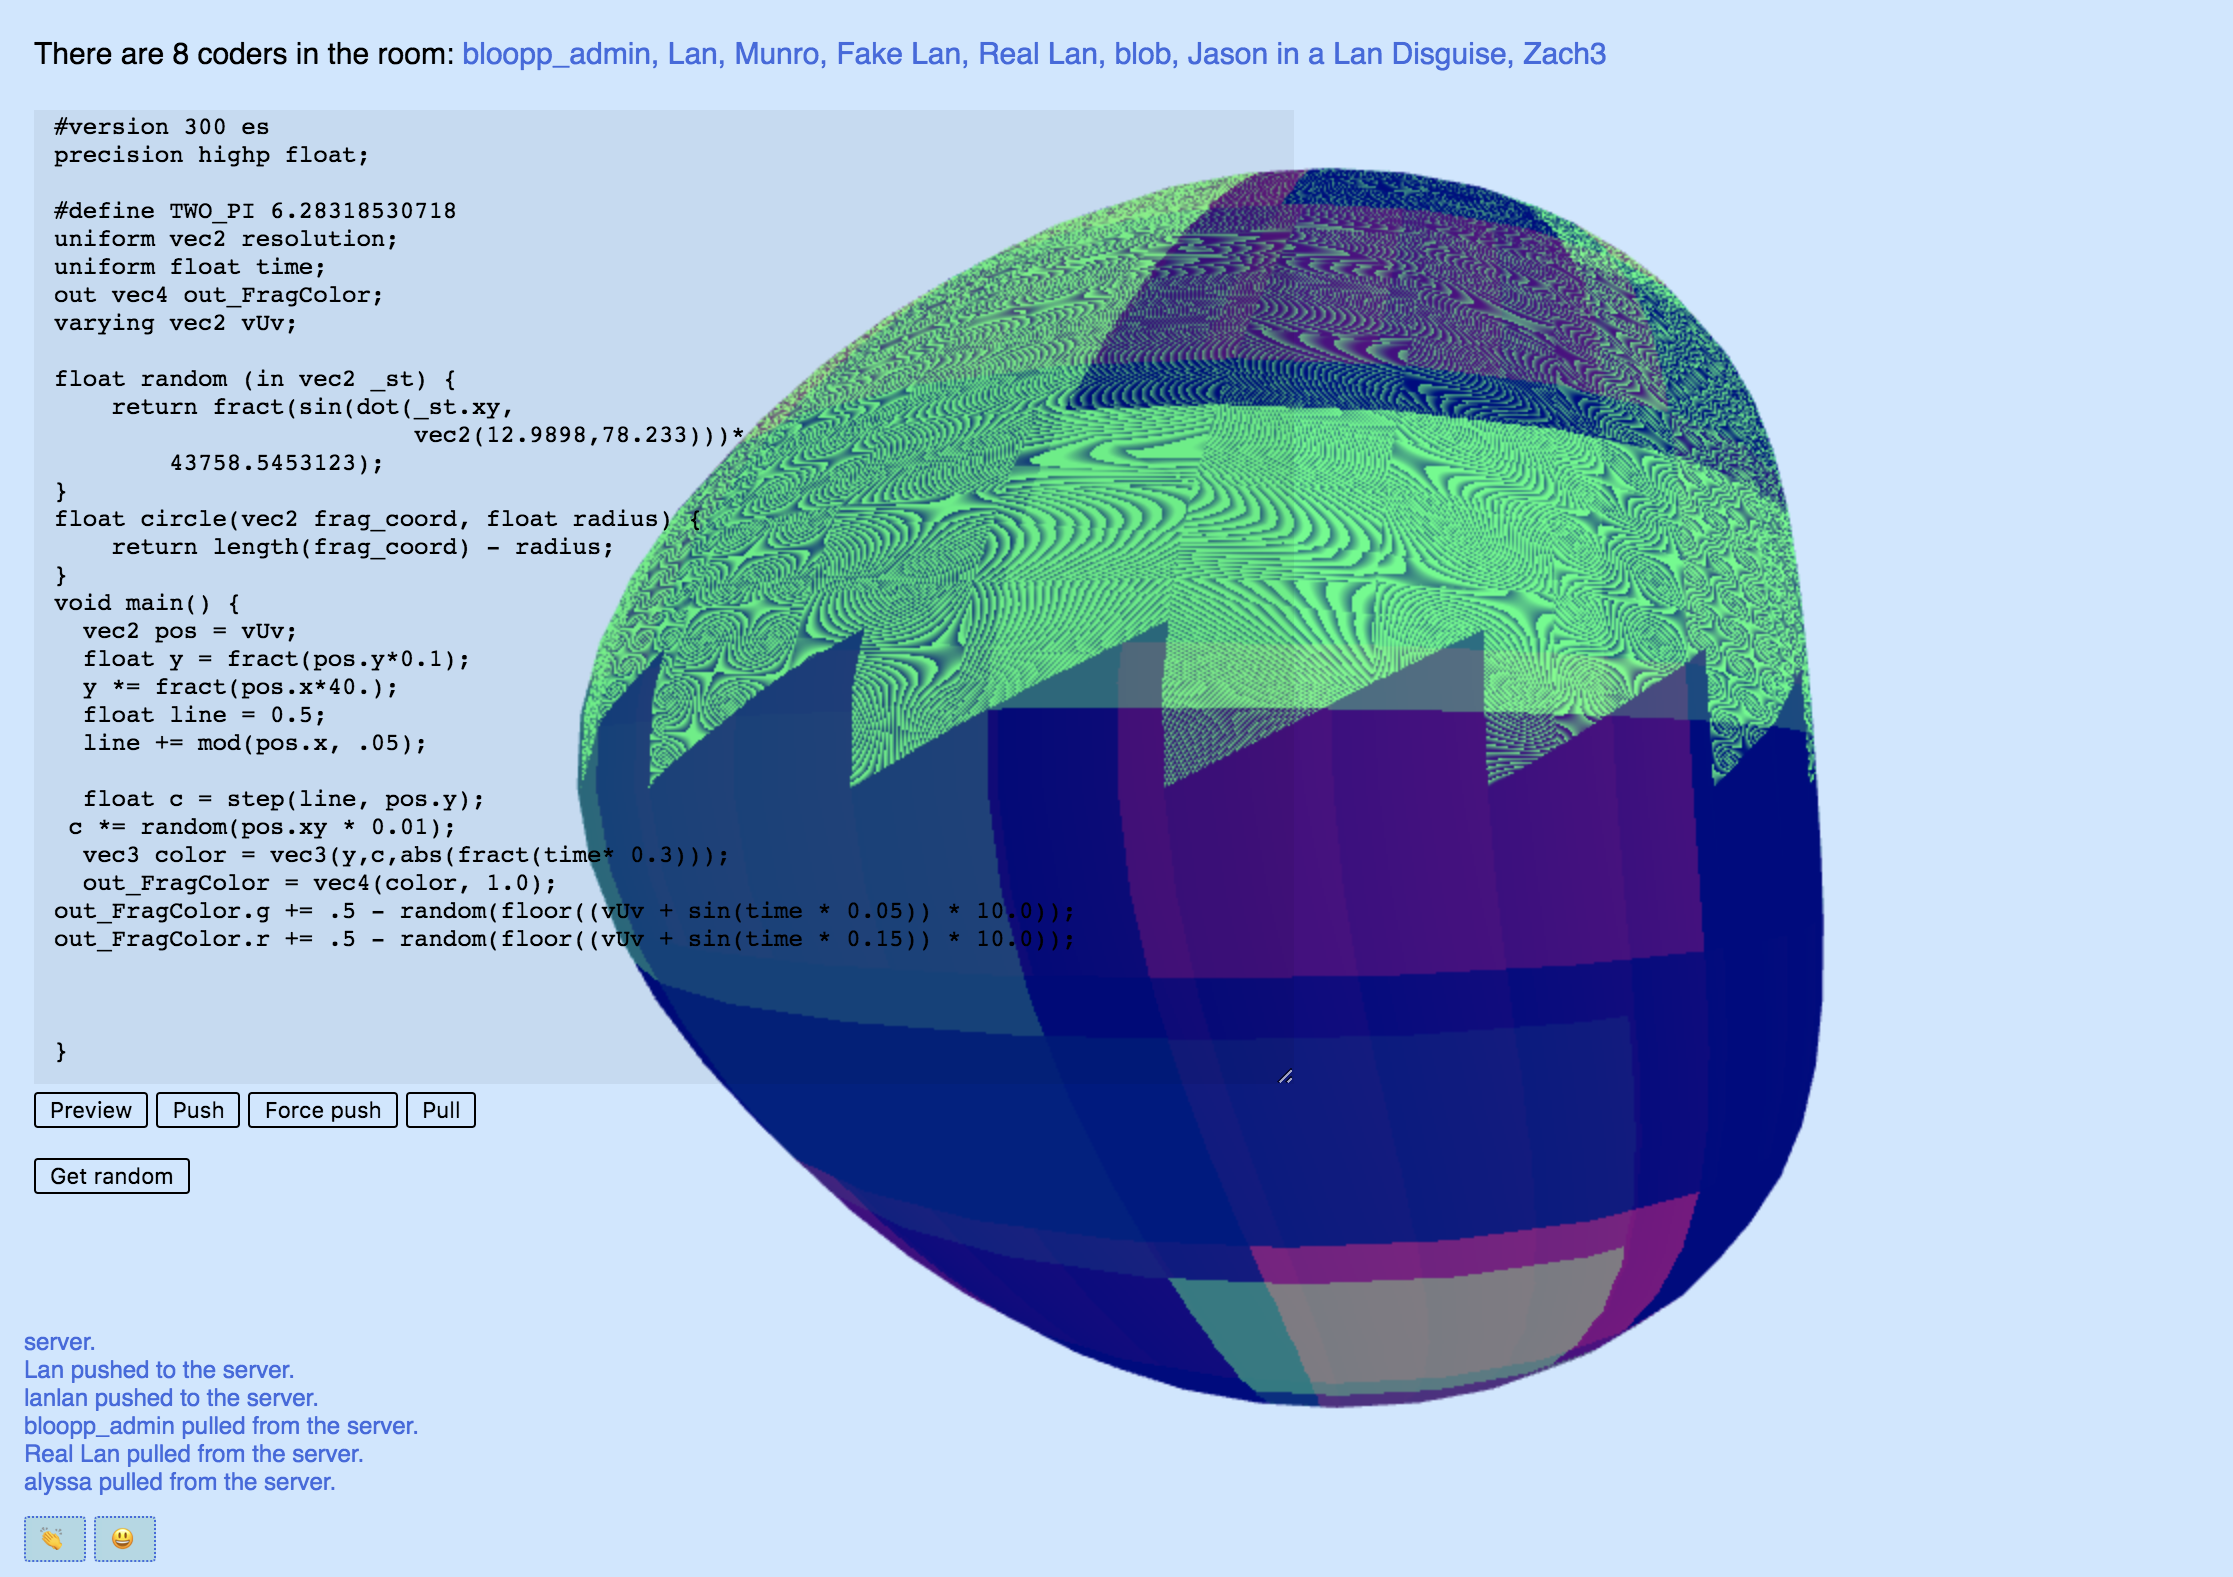 There are 8 coders in the room: bloopp_admin, Lan, Munro, Fake Lan, Real Lan, blob, Jason in a Lan Disguise, Zach3
#version 300 es
precision highp float;
#define TWO_PI 6.28318530718
uniform vec2 resolution;
uniform float time;
out vec4 out_FragColor;
varying vec2 vUv;
float random (in vec2 _st) {
    return fract(sin(dot(_st.xy,
                         vec2(12.9898,78.233)))*
        43758.5453123);
}
float circle(vec2 frag_coord, float radius) {
    return length(frag_coord) - radius;
}
void main() {
  vec2 pos = vUv;
  float y = fract(pos.y*0.1);
  y *= fract(pos.x*40.);
  float line = 0.5;
  line += mod(pos.x, .05);
  float c = step(line, pos.y);
 c *= random(pos.xy * 0.01);
  vec3 color = vec3(y,c,abs(fract(time* 0.3)));
  out_FragColor = vec4(color, 1.0);
out_FragColor.g += .5 - random(floor((vUv + sin(time * 0.05)) * 10.0));
out_FragColor.r += .5 - random(floor((vUv + sin(time * 0.15)) * 10.0));
}
Preview Push Force push Pull
Get random
server.
Lan pushed to the server.
lanlan pushed to the server.
bloopp_admin pulled from the server.
Real Lan pulled from the server.
alyssa pulled from the server.